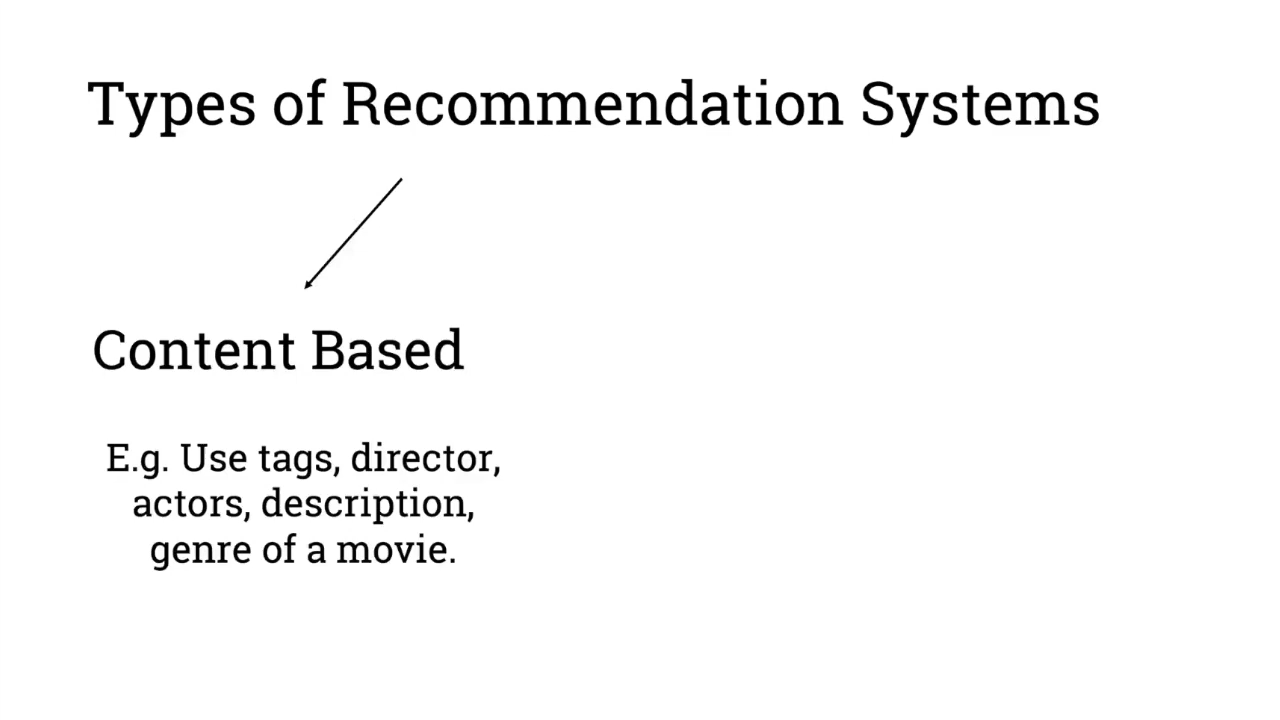 Types of Recommendation Systems
Content Based
E.g. Use tags, director,
actors, description,
genre of a movie.